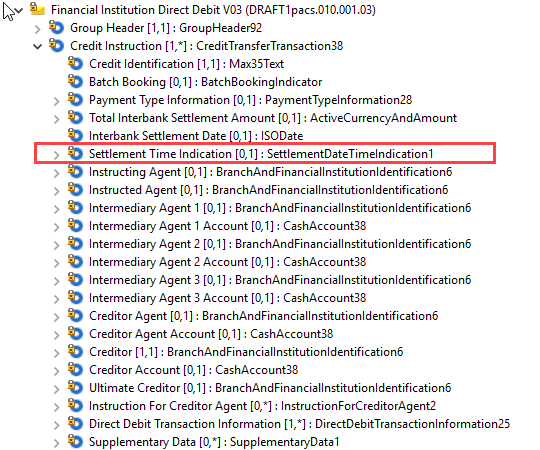 Financial Institution Direct Debit V03 (DRAFT1pacs.010.001.03)
Group Header [1,1] : GroupHeader92
Credit Instruction [1,*] : CreditTransferTransaction38
Credit Identification [1,1] : Max35Text
Batch Booking [0,1] : BatchBookingIndicator
Payment Type Information [0,1] : PaymentTypeInformation28
Total Interbank Settlement Amount [0,1] : ActiveCurrencyAndAmount
Interbank Settlement Date [0,1] : ISODate
Settlement Time Indication [0,1] : SettlementDateTimeIndication1
Instructing Agent [0,1] : BranchAndFinancialInstitutionIdentification6
Instructed Agent [0,1] : BranchAndFinancialInstitutionIdentification6
Intermediary Agent 1 [0,1] : BranchAndFinancialInstitutionIdentification6
Intermediary Agent 1 Account [0,1] : CashAccount38
Intermediary Agent 2 [0,1] : BranchAndFinancialInstitutionIdentification6
Intermediary Agent 2 Account [0,1] : CashAccount38
Intermediary Agent 3 [0,1] : BranchAndFinancialInstitutionIdentification6
Intermediary Agent 3 Account [0,1] : CashAccount38
Creditor Agent [0,1] : BranchAndFinancialInstitutionIdentification6
Creditor Agent Account [0,1] : CashAccount38
Creditor [1,1] : BranchAndFinancialInstitutionIdentification6
Creditor Account [0,1] : CashAccount38
Ultimate Creditor [0,1] : BranchAndFinancialInstitutionIdentification6
Instruction For Creditor Agent [0,*] : InstructionForCreditorAgent2
Direct Debit Transaction Information [1,*] : DirectDebitTransactionInformation25
Supplementary Data [0,*] : SupplementaryData1